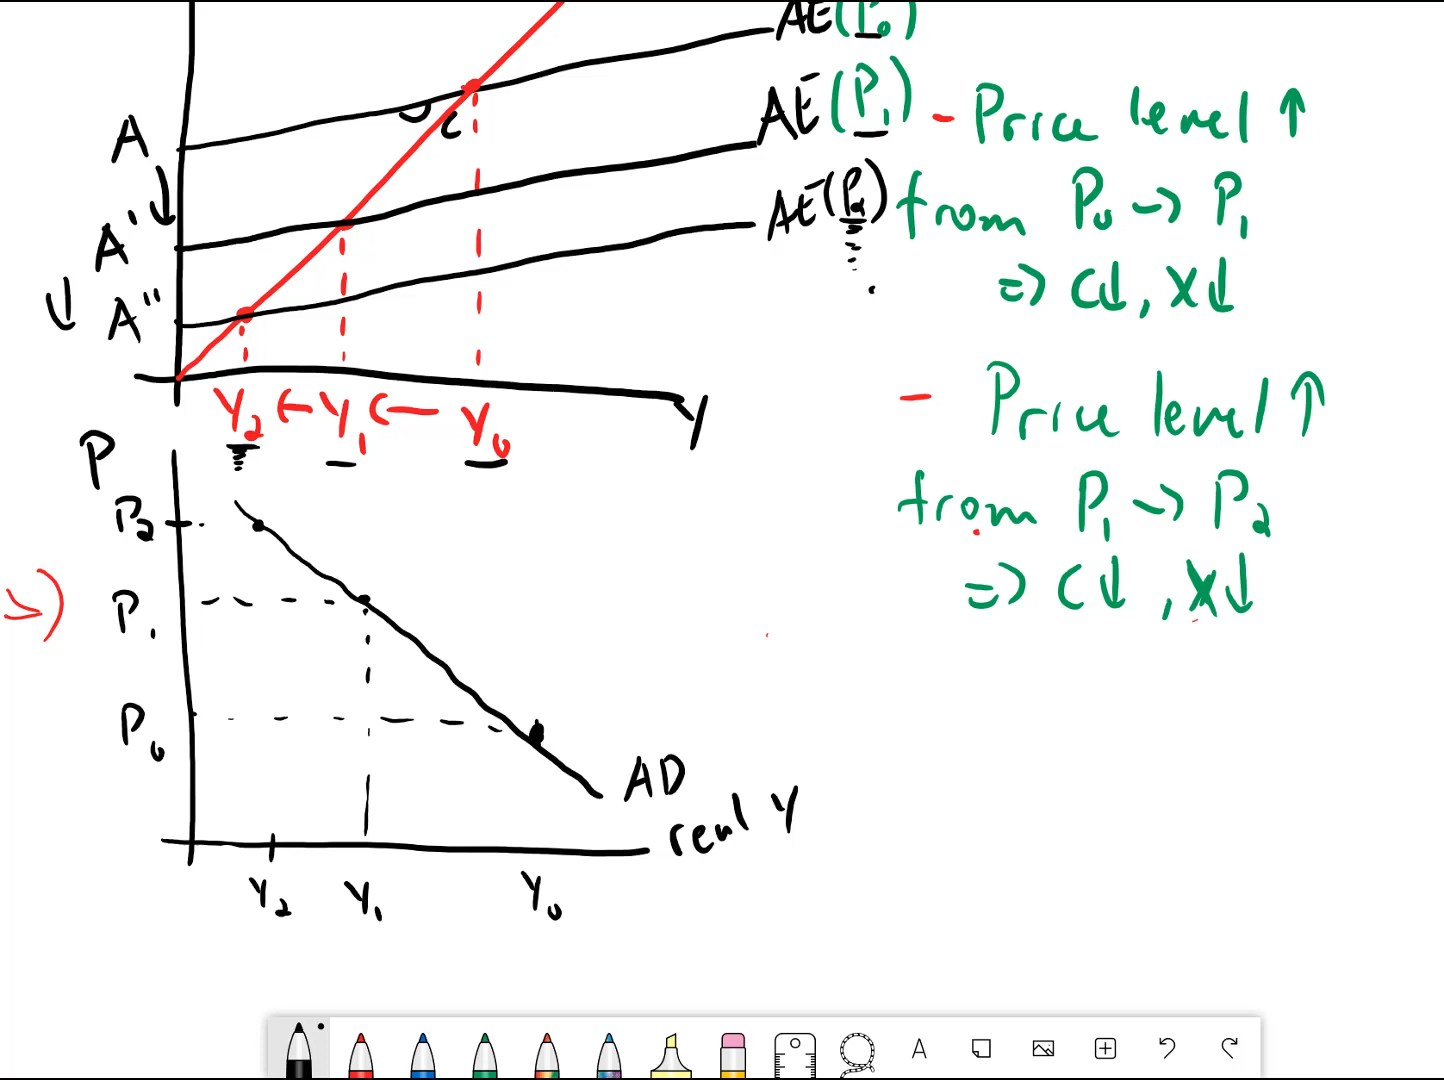 AE(P₀)
A
c
AE(P₁)
- Price level ↑
from P₀ → P₁
⇒ C↓, X↓
A'
AE(P₂)
A''
Y₂ ← Y₁ ← Y₀
Y
- Price level ↑
from P₁ → P₂
⇒ C↓, X↓
P
P₂
⇒)
P₁
P₀
AD
real Y
Y₂ Y₁ Y₀
A